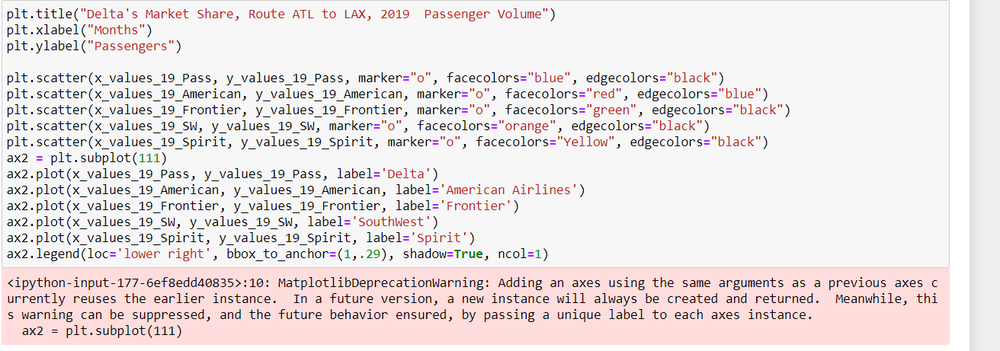 plt.title("Delta's Market Share, Route ATL to LAX, 2019  Passenger Volume")
plt.xlabel("Months")
plt.ylabel("Passengers")
plt.scatter(x_values_19_Pass, y_values_19_Pass, marker="o", facecolors="blue", edgecolors="black")
plt.scatter(x_values_19_American, y_values_19_American, marker="o", facecolors="red", edgecolors="blue")
plt.scatter(x_values_19_Frontier, y_values_19_Frontier, marker="o", facecolors="green", edgecolors="black")
plt.scatter(x_values_19_SW, y_values_19_SW, marker="o", facecolors="orange", edgecolors="black")
plt.scatter(x_values_19_Spirit, y_values_19_Spirit, marker="o", facecolors="Yellow", edgecolors="black")
ax2 = plt.subplot(111)
ax2.plot(x_values_19_Pass, y_values_19_Pass, label='Delta')
ax2.plot(x_values_19_American, y_values_19_American, label='American Airlines')
ax2.plot(x_values_19_Frontier, y_values_19_Frontier, label='Frontier')
ax2.plot(x_values_19_SW, y_values_19_SW, label='SouthWest')
ax2.plot(x_values_19_Spirit, y_values_19_Spirit, label='Spirit')
ax2.legend(loc='lower right', bbox_to_anchor=(1,.29), shadow=True, ncol=1)
<ipython-input-177-6ef8edd40835>:10: MatplotlibDeprecationWarning: Adding an axes using the same arguments as a previous axes c
urrently reuses the earlier instance.  In a future version, a new instance will always be created and returned.  Meanwhile, thi
s warning can be suppressed, and the future behavior ensured, by passing a unique label to each axes instance.
  ax2 = plt.subplot(111)